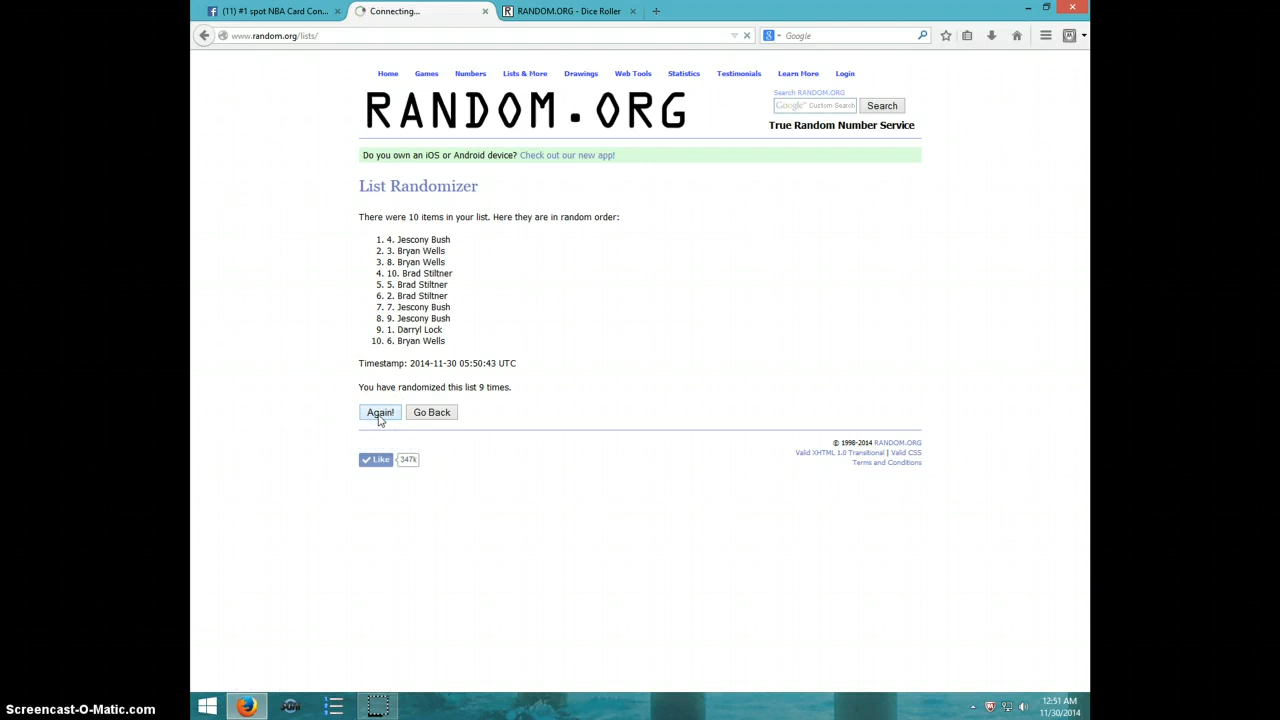 (11) #1 spot NBA Card Con...
Connecting...
RANDOM.ORG - Dice Roller
www.random.org/lists/
Google
Home Games Numbers Lists & More Drawings Web Tools Statistics Testimonials Learn More Login
RANDOM.ORG
Search RANDOM.ORG
Google™ Custom Search
Search
True Random Number Service
Do you own an iOS or Android device? Check out our new app!
List Randomizer
There were 10 items in your list. Here they are in random order:
1. 4. Jescony Bush
2. 3. Bryan Wells
3. 8. Bryan Wells
4. 10. Brad Stiltner
5. 5. Brad Stiltner
6. 2. Brad Stiltner
7. 7. Jescony Bush
8. 9. Jescony Bush
9. 1. Darryl Lock
10. 6. Bryan Wells
Timestamp: 2014-11-30 05:50:43 UTC
You have randomized this list 9 times.
Again! Go Back
© 1998-2014 RANDOM.ORG
Valid XHTML 1.0 Transitional | Valid CSS
Terms and Conditions
Like 347k
12:51 AM
11/30/2014
Screencast-O-Matic.com